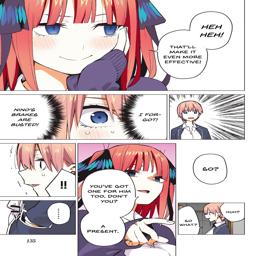 HEH
HEH!
THAT'LL
MAKE IT
EVEN MORE
EFFECTIVE!
I FOR-
GOT?!
NINO'S
BRAKES
ARE
BUSTED!
SO?
YOU'VE GOT
ONE FOR HIM
TOO, DON'T
YOU?
A
PRESENT.
!!
HUH?
SO
WHAT?
......
135